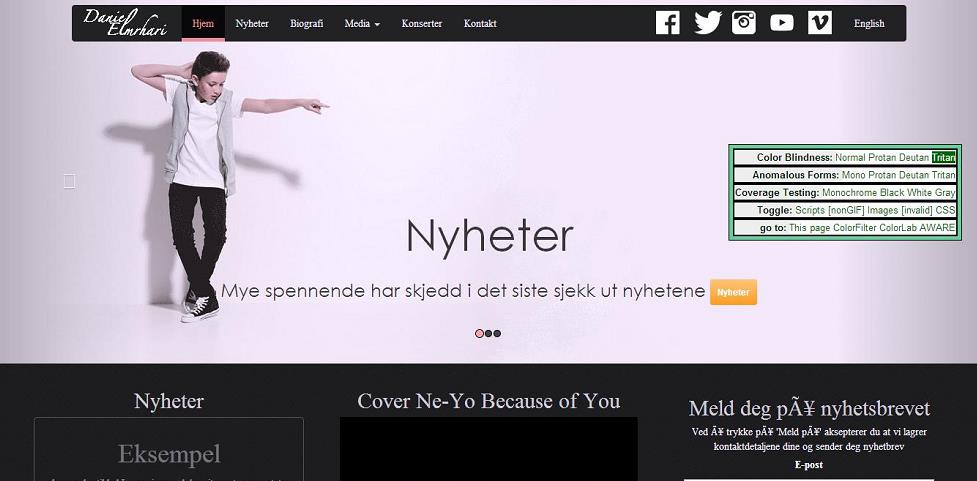 Daniel Elmrhari
Hjem Nyheter Biografi Media Konserter Kontakt English
Color Blindness: Normal Protan Deutan Tritan
Anomalous Forms: Mono Protan Deutan Tritan
Coverage Testing: Monochrome Black White Gray
Toggle: Scripts [nonGIF] Images [invalid] CSS
go to: This page ColorFilter ColorLab AWARE
Nyheter
Mye spennende har skjedd i det siste sjekk ut nyhetene Nyheter
Nyheter
Eksempel
Cover Ne-Yo Because of You
Meld deg pÃ¥ nyhetsbrevet
Ved Ã¥ trykke pÃ¥ 'Meld pÃ¥' aksepterer du at vi lagrer
kontaktdetaljene dine og sender deg nyhetbrev
E-post